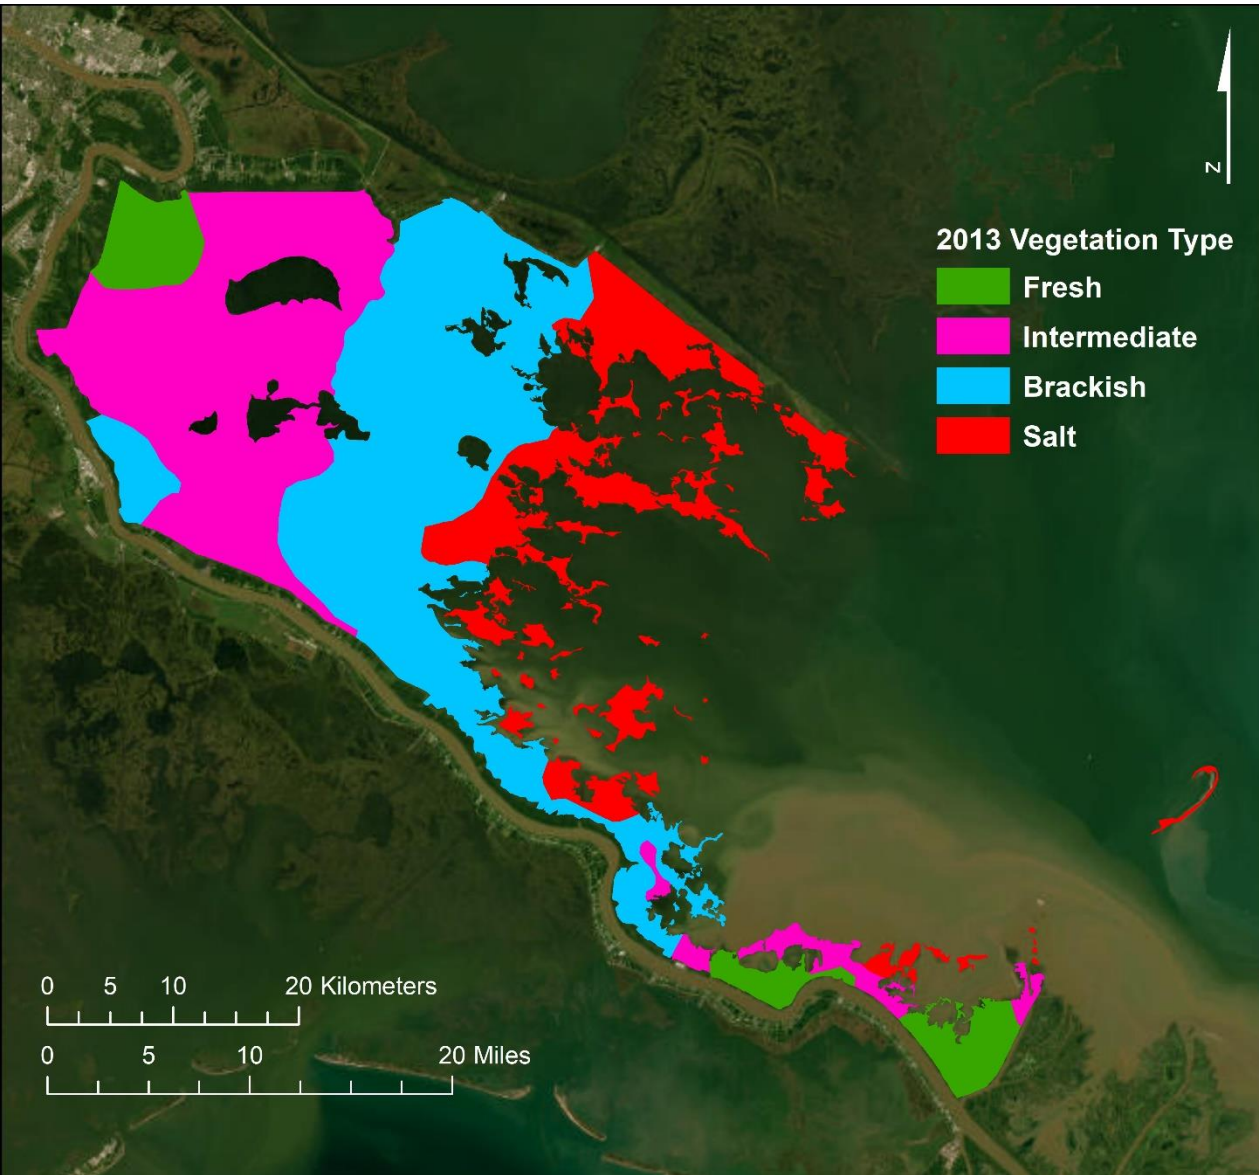 N
2013 Vegetation Type
Fresh
Intermediate
Brackish
Salt
0 5 10 20 Kilometers
0 5 10 20 Miles